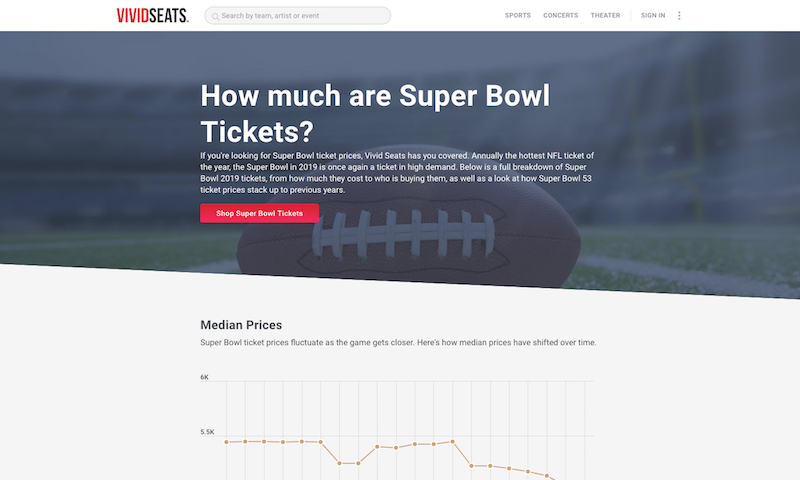 VIVIDSEATS.
Search by team, artist or event
SPORTS
CONCERTS
THEATER
SIGN IN
How much are Super Bowl
Tickets?
If you're looking for Super Bowl ticket prices, Vivid Seats has you covered. Annually the hottest NFL ticket of
the year, the Super Bowl in 2019 is once again a ticket in high demand. Below is a full breakdown of Super
Bowl 2019 tickets, from how much they cost to who is buying them, as well as a look at how Super Bowl 53
ticket prices stack up to previous years.
Shop Super Bowl Tickets
Median Prices
Super Bowl ticket prices fluctuate as the game gets closer. Here's how median prices have shifted over time.
6K
5.5K